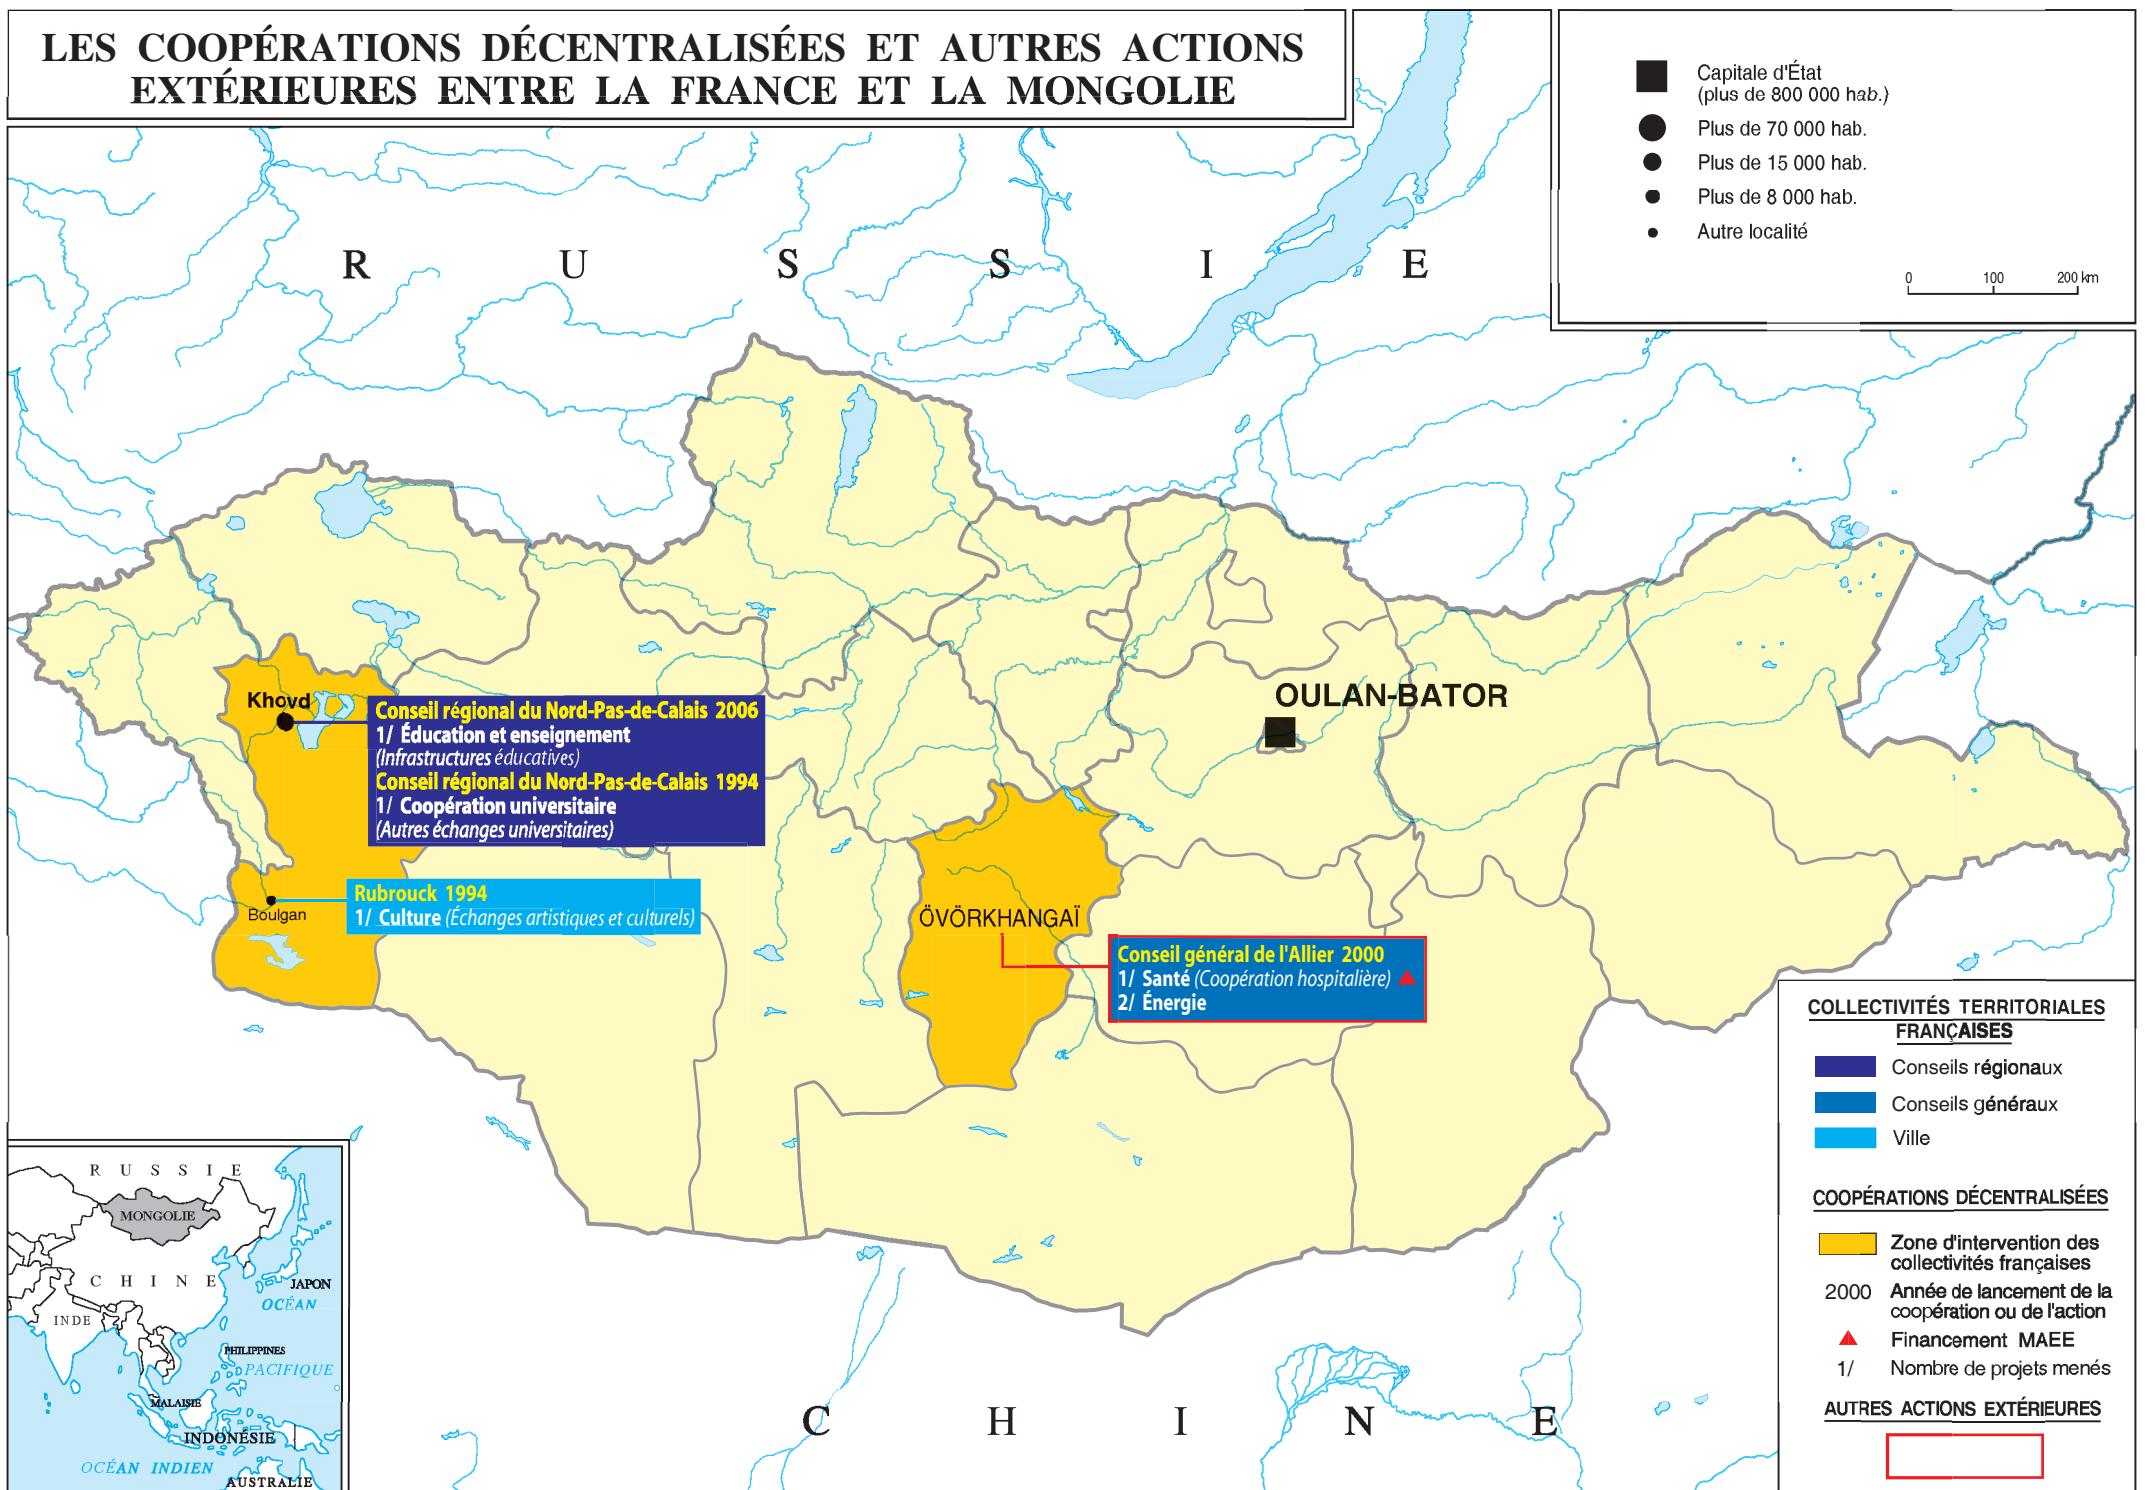 LES COOPÉRATIONS DÉCENTRALISÉES ET AUTRES ACTIONS
EXTÉRIEURES ENTRE LA FRANCE ET LA MONGOLIE
Capitale d'État
(plus de 800 000 hab.)
Plus de 70 000 hab.
Plus de 15 000 hab.
Plus de 8 000 hab.
Autre localité
0 100 200 km
R U S S I E
Khovd
Conseil régional du Nord-Pas-de-Calais 2006
1/ Éducation et enseignement
(Infrastructures éducatives)
Conseil régional du Nord-Pas-de-Calais 1994
1/ Coopération universitaire
(Autres échanges universitaires)
OULAN-BATOR
Rubrouck 1994
1/ Culture (Échanges artistiques et culturels)
Boulgan
ÖVÖRKHANGAÏ
Conseil général de l'Allier 2000
1/ Santé (Coopération hospitalière)
2/ Énergie
C H I N E
COLLECTIVITÉS TERRITORIALES
FRANÇAISES
Conseils régionaux
Conseils généraux
Ville
COOPÉRATIONS DÉCENTRALISÉES
Zone d'intervention des
collectivités françaises
2000 Année de lancement de la
coopération ou de l'action
Financement MAEE
1/ Nombre de projets menés
AUTRES ACTIONS EXTÉRIEURES
R U S S I E
MONGOLIE
C H I N E
JAPON
OCÉAN
INDE
PHILIPPINES
PACIFIQUE
MALAISIE
INDONÉSIE
OCÉAN INDIEN
AUSTRALIE